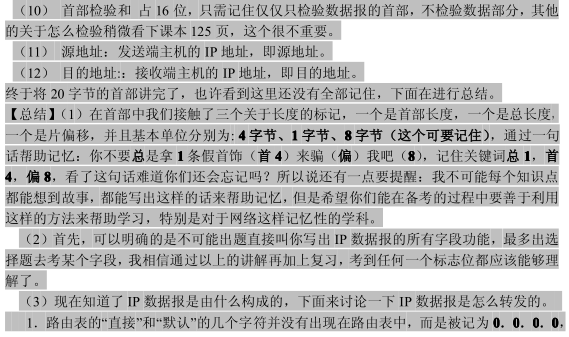 （10） 首部检验和 占 16 位，只需记住仅仅只检验数据报的首部，不检验数据部分，其他
的关于怎么检验稍微看下课本 125 页，这个很不重要。
（11） 源地址：发送端主机的 IP 地址，即源地址。
（12） 目的地址:：接收端主机的 IP 地址，即目的地址。
终于将 20 字节的首部讲完了，也许看到这里还没有全部记住，下面在进行总结。
【总结】（1）在首部中我们接触了三个关于长度的标记，一个是首部长度，一个是总长度，
一个是片偏移，并且基本单位分别为: 4 字节、1 字节、8 字节（这个可要记住），通过一句
话帮助记忆：你不要总是拿 1 条假首饰（首 4）来骗（偏）我吧（8），记住关键词总 1，首
4，偏 8，看了这句话难道你们还会忘记吗？所以说还有一点要提醒：我不可能每个知识点
都能想到故事，都能写出这样的话来帮助记忆，但是希望你们能在备考的过程中要善于利用
这样的方法来帮助学习，特别是对于网络这样记忆性的学科。
（2）首先，可以明确的是不可能出题直接叫你写出 IP 数据报的所有字段功能，最多出选
择题去考某个字段，我相信通过以上的讲解再加上复习，考到任何一个标志位都应该能够理
解了。
（3）现在知道了 IP 数据报是由什么构成的，下面来讨论一下 IP 数据报是怎么转发的。
1．路由表的“直接”和“默认”的几个字符并没有出现在路由表中，而是被记为 0．0．0．0，